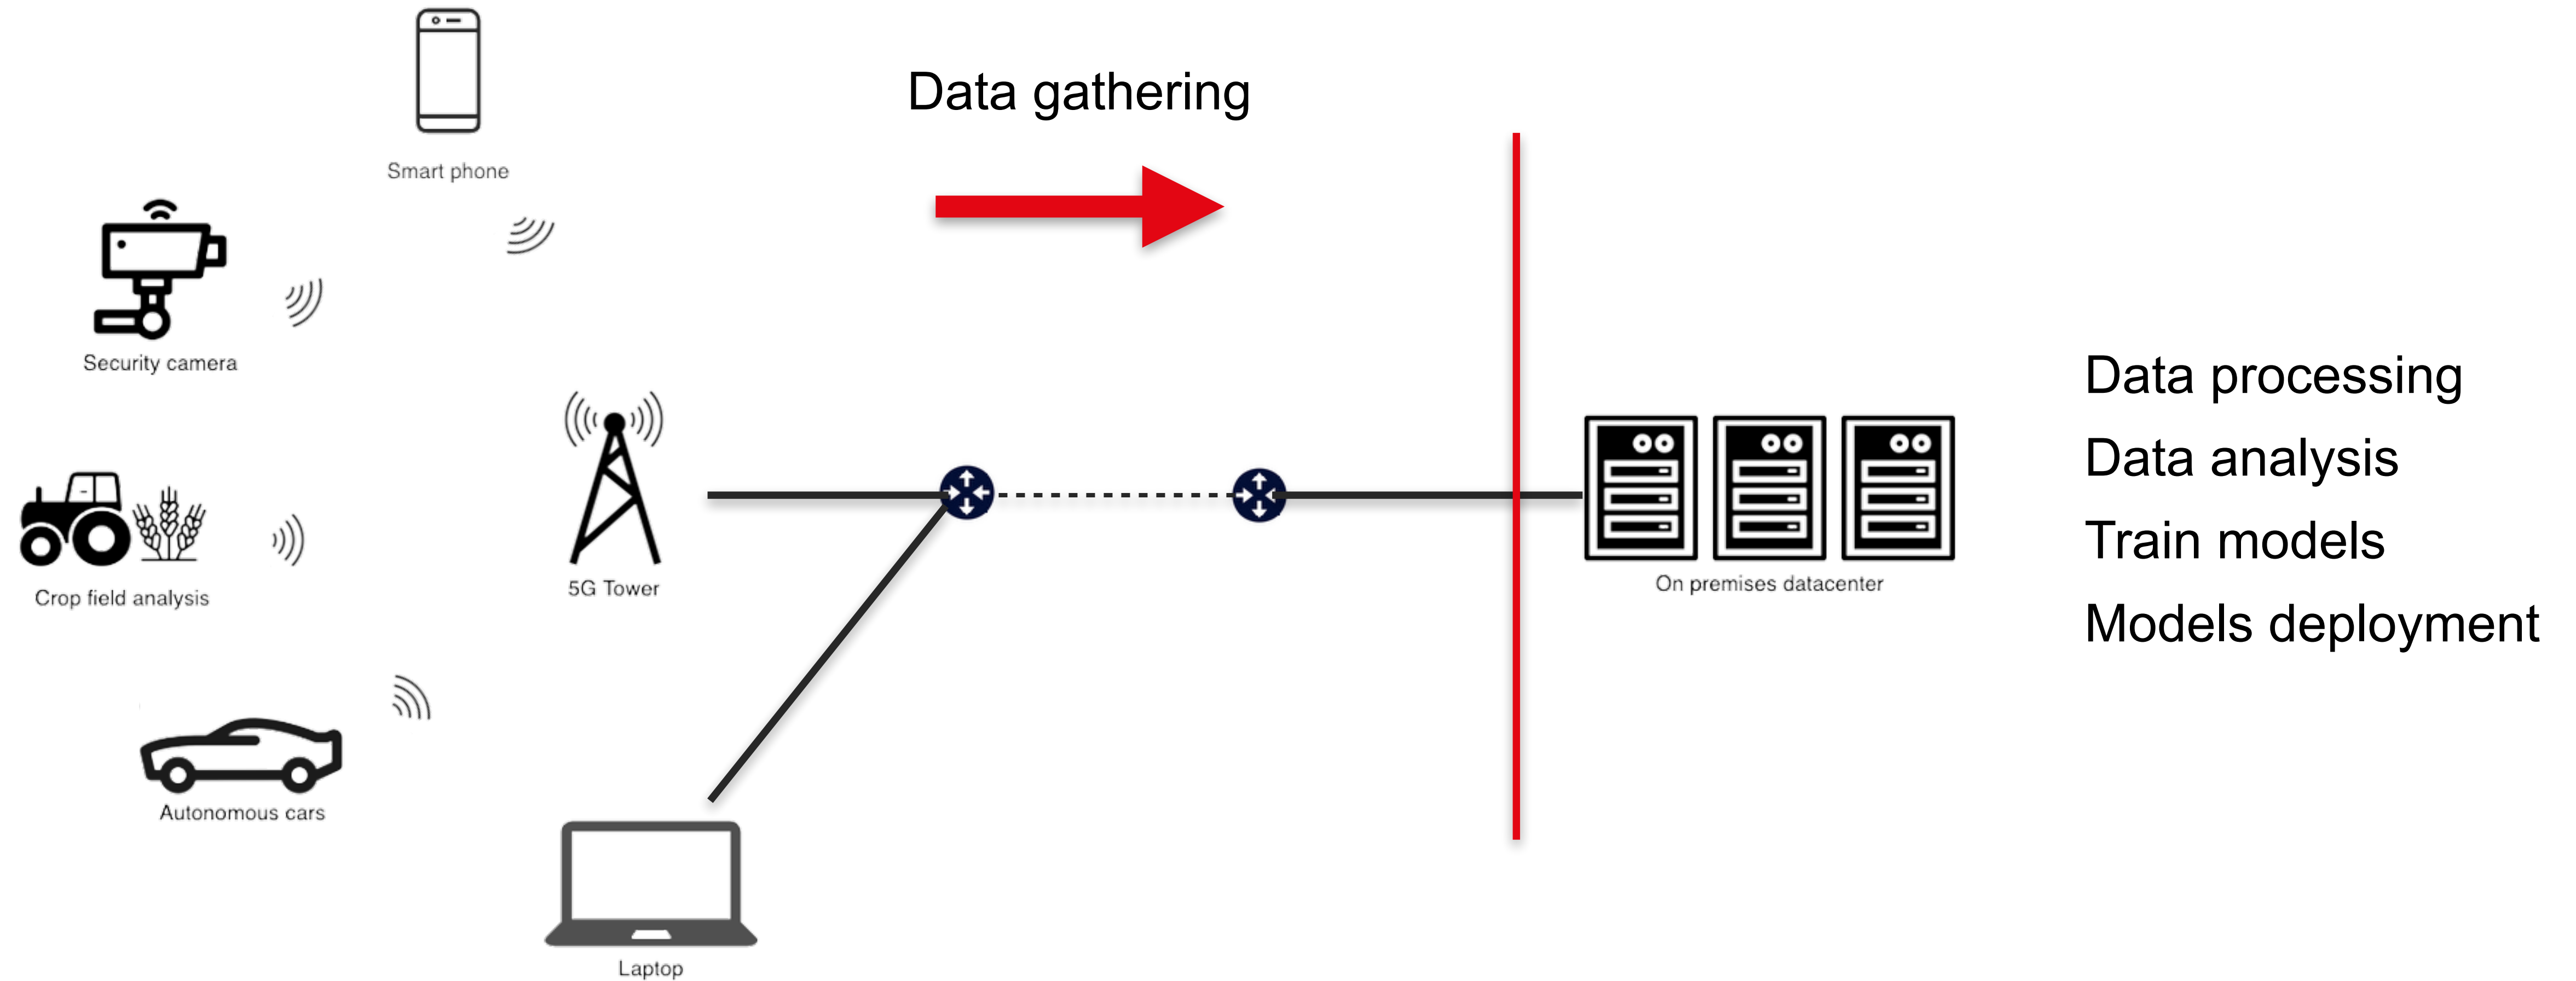 Smart phone
Data gathering
Security camera
Crop field analysis
5G Tower
On premises datacenter
Data processing
Data analysis
Train models
Models deployment
Autonomous cars
Laptop